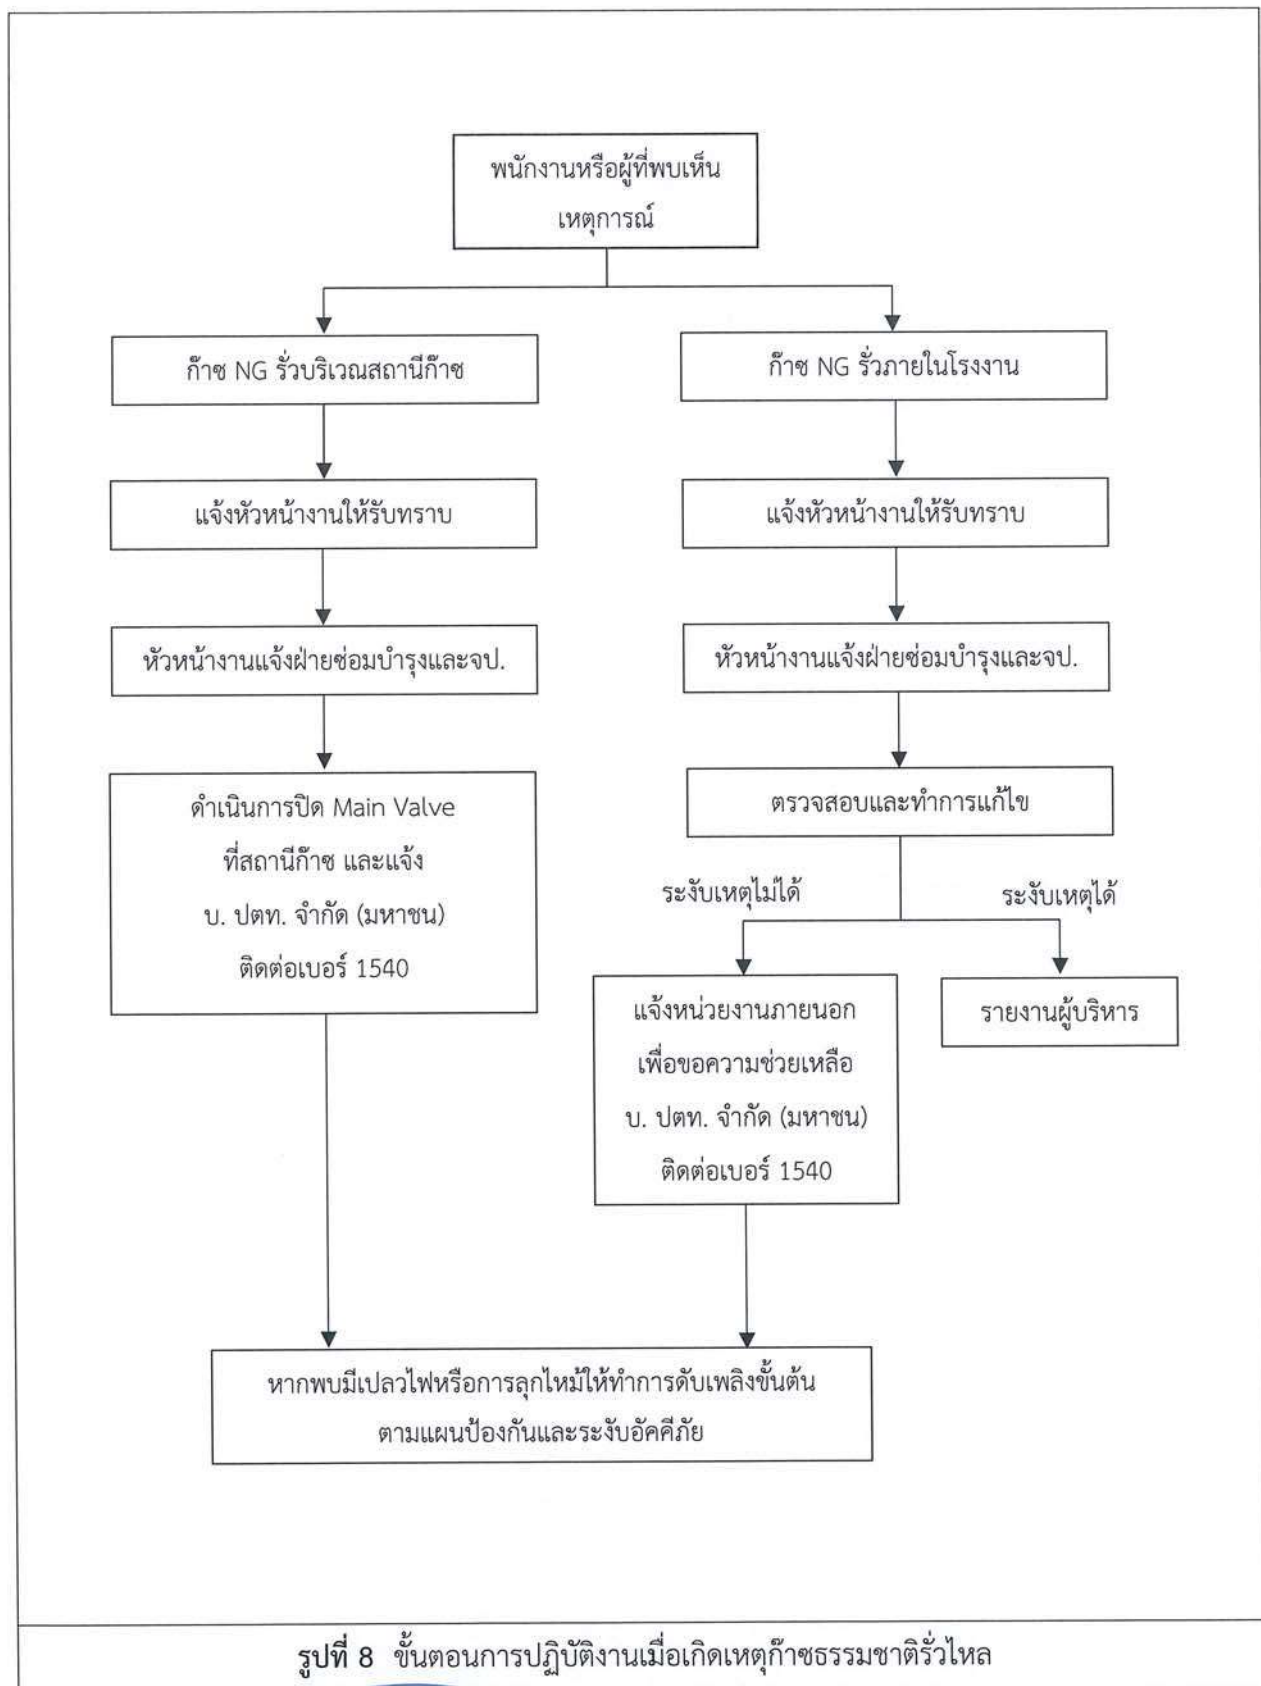 พนักงานหรือผู้ที่พบเห็น
เหตุการณ์
ก๊าซ NG รั่วบริเวณสถานีก๊าซ
ก๊าซ NG รั่วภายในโรงงาน
แจ้งหัวหน้างานให้รับทราบ
แจ้งหัวหน้างานให้รับทราบ
หัวหน้างานแจ้งฝ่ายซ่อมบำรุงและจป.
หัวหน้างานแจ้งฝ่ายซ่อมบำรุงและจป.
ดำเนินการปิด Main Valve
ที่สถานีก๊าซ และแจ้ง
บ. ปตท. จำกัด (มหาชน)
ติดต่อเบอร์ 1540
ตรวจสอบและทำการแก้ไข
ระงับเหตุไม่ได้
ระงับเหตุได้
แจ้งหน่วยงานภายนอก
เพื่อขอความช่วยเหลือ
บ. ปตท. จำกัด (มหาชน)
ติดต่อเบอร์ 1540
รายงานผู้บริหาร
หากพบมีเปลวไฟหรือการลุกไหม้ให้ทำการดับเพลิงขั้นต้น
ตามแผนป้องกันและระงับอัคคีภัย
รูปที่ 8 ขั้นตอนการปฏิบัติงานเมื่อเกิดเหตุก๊าซธรรมชาติรั่วไหล